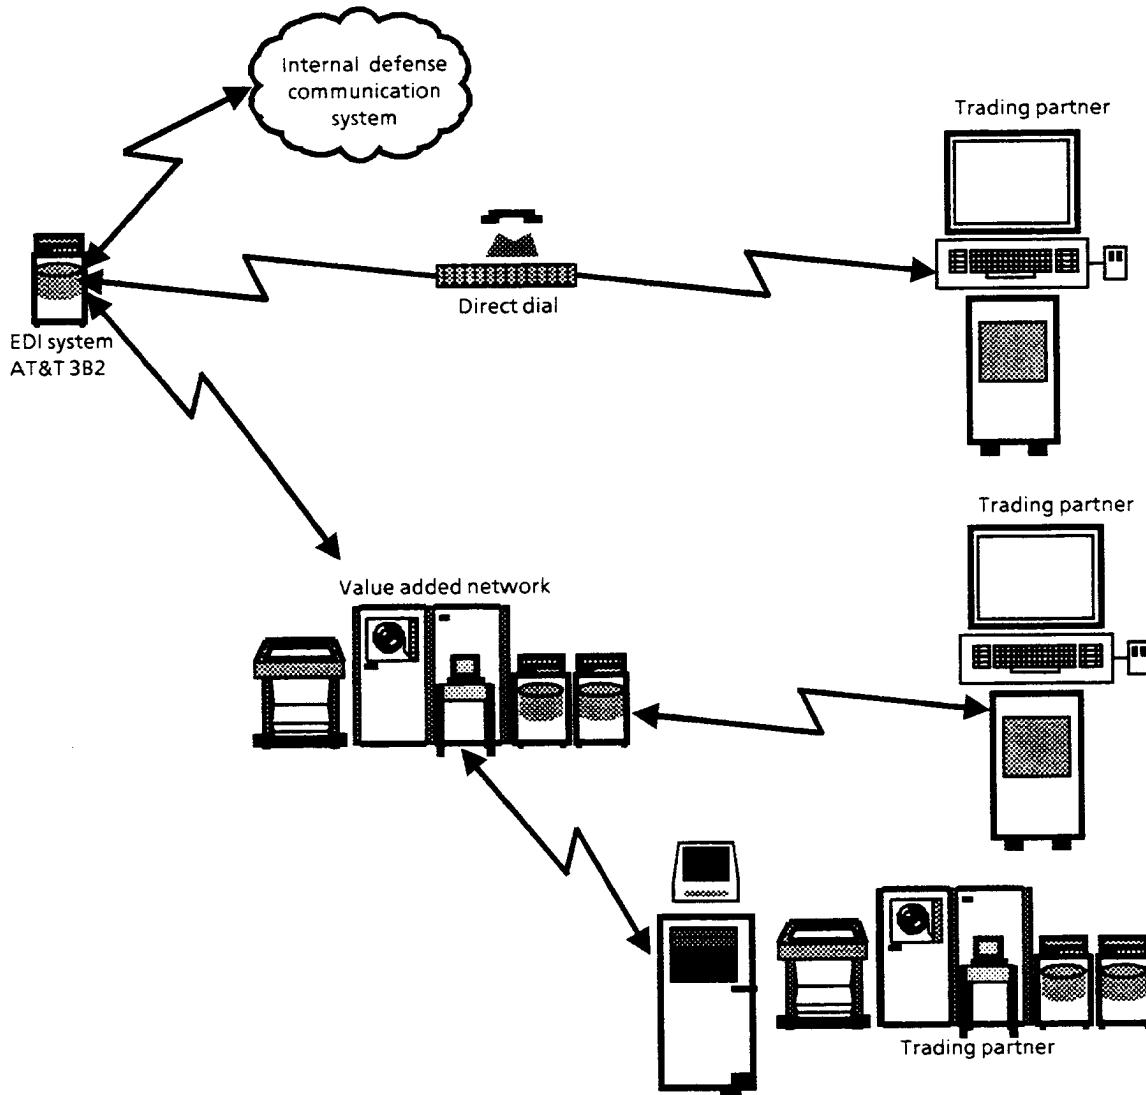 Internal defense
communication
system
Trading partner
Direct dial
EDI system
AT&T 3B2
Trading partner
Value added network
Trading partner